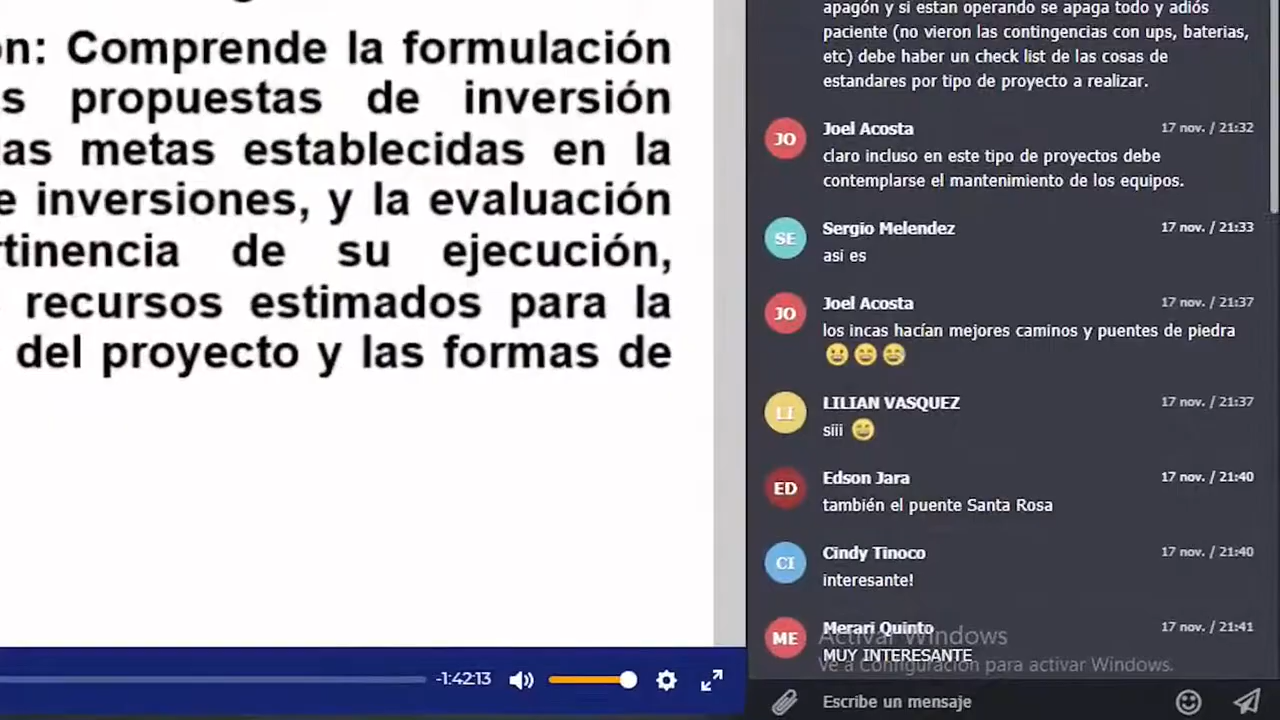 ón: Comprende la formulación
s propuestas de inversión
as metas establecidas en la
e inversiones, y la evaluación
rtinencia de su ejecución,
recursos estimados para la
del proyecto y las formas de
-1:42:13
apagón y si estan operando se apaga todo y adiós
paciente (no vieron las contingencias con ups, baterias,
etc) debe haber un check list de las cosas de
estandares por tipo de proyecto a realizar.
JO Joel Acosta 17 nov. / 21:32
claro incluso en este tipo de proyectos debe
contemplarse el mantenimiento de los equipos.
SE Sergio Melendez 17 nov. / 21:33
asi es
JO Joel Acosta 17 nov. / 21:37
los incas hacían mejores caminos y puentes de piedra
LI LILIAN VASQUEZ 17 nov. / 21:37
siii
ED Edson Jara 17 nov. / 21:40
también el puente Santa Rosa
CI Cindy Tinoco 17 nov. / 21:40
interesante!
ME Merari Quinto 17 nov. / 21:41
MUY INTERESANTE
Activar Windows
Ve a Configuración para activar Windows.
Escribe un mensaje